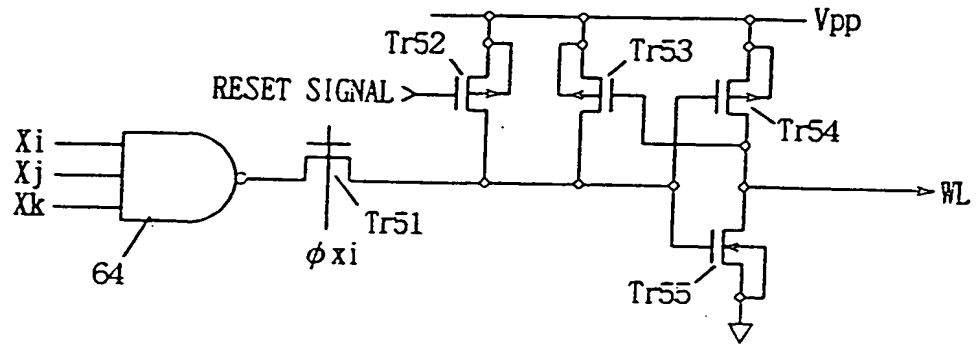 Vpp
Tr52
Tr53
RESET SIGNAL
Tr54
Xi
Xj
Xk
WL
Tr51
64
φxi
Tr55